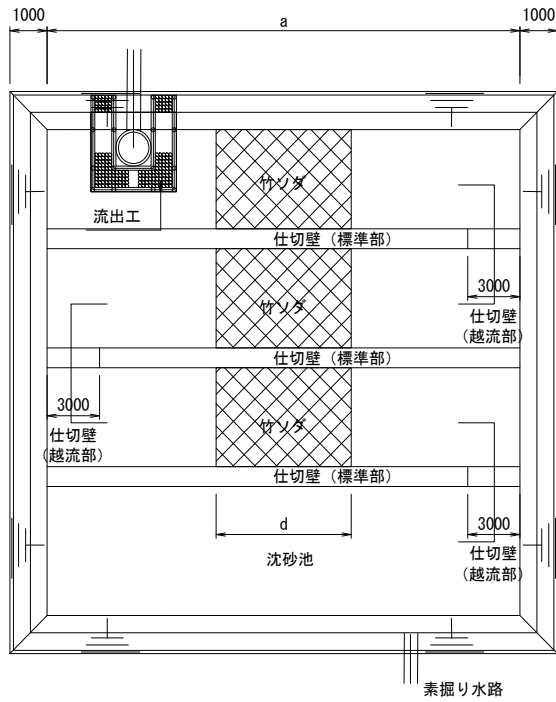 1000
a
1000
竹ソダ
流出工
仕切壁（標準部）
3000
仕切壁
(越流部)
竹ソダ
仕切壁（標準部）
3000
仕切壁
(越流部)
竹ソダ
仕切壁（標準部）
d
3000
沈砂池
仕切壁
(越流部)
素掘り水路